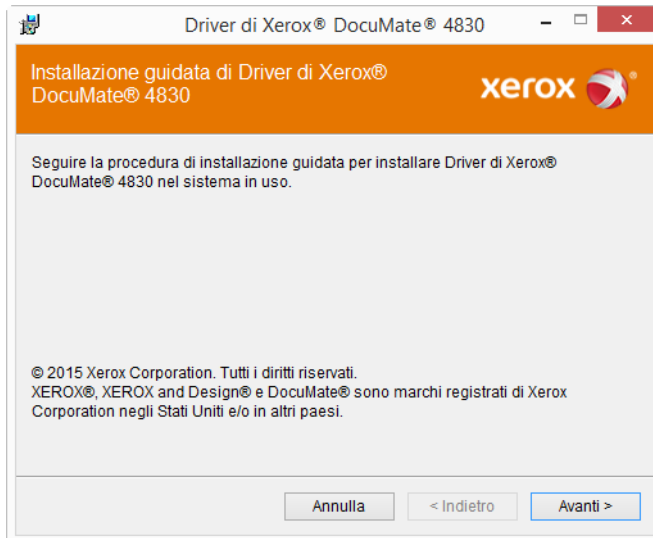 Driver di Xerox® DocuMate® 4830
Installazione guidata di Driver di Xerox®
DocuMate® 4830
xerox
Seguire la procedura di installazione guidata per installare Driver di Xerox®
DocuMate® 4830 nel sistema in uso.
© 2015 Xerox Corporation. Tutti i diritti riservati.
XEROX®, XEROX and Design® e DocuMate® sono marchi registrati di Xerox
Corporation negli Stati Uniti e/o in altri paesi.
Annulla < Indietro Avanti >